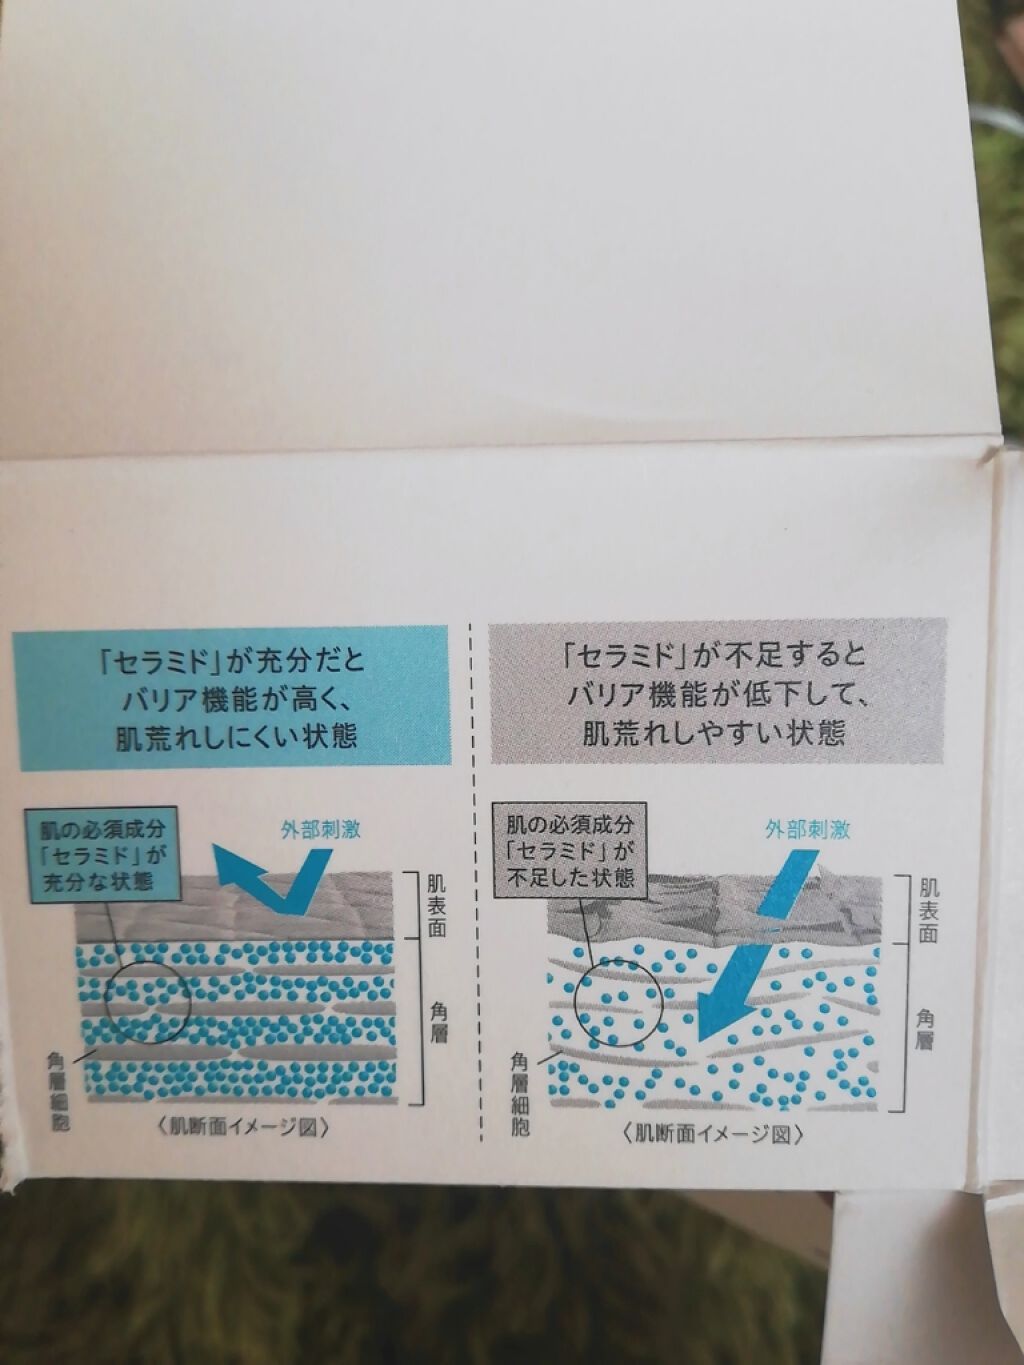 「セラミド」が充分だと
バリア機能が高く、
肌荒れしにくい状態
肌の必須成分
「セラミド」が
充分な状態
外部刺激
肌表面
角層
角層細胞
〈肌断面イメージ図〉
「セラミド」が不足すると
バリア機能が低下して、
肌荒れしやすい状態
肌の必須成分
「セラミド」が
不足した状態
外部刺激
肌表面
角層
角層細胞
〈肌断面イメージ図〉